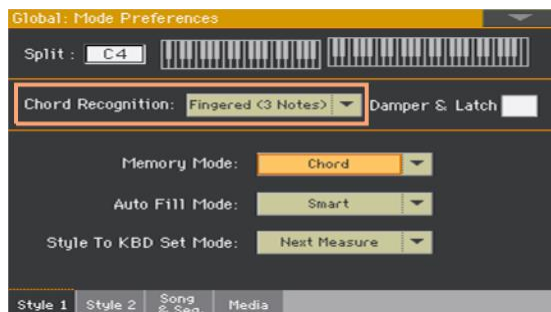 Global: Mode Preferences
Split : C4
Chord Recognition: Fingered (3 Notes) Damper & Latch
Memory Mode: Chord
Auto Fill Mode: Smart
Style To KBD Set Mode: Next Measure
Style 1 Style 2 Song & Seq. Media